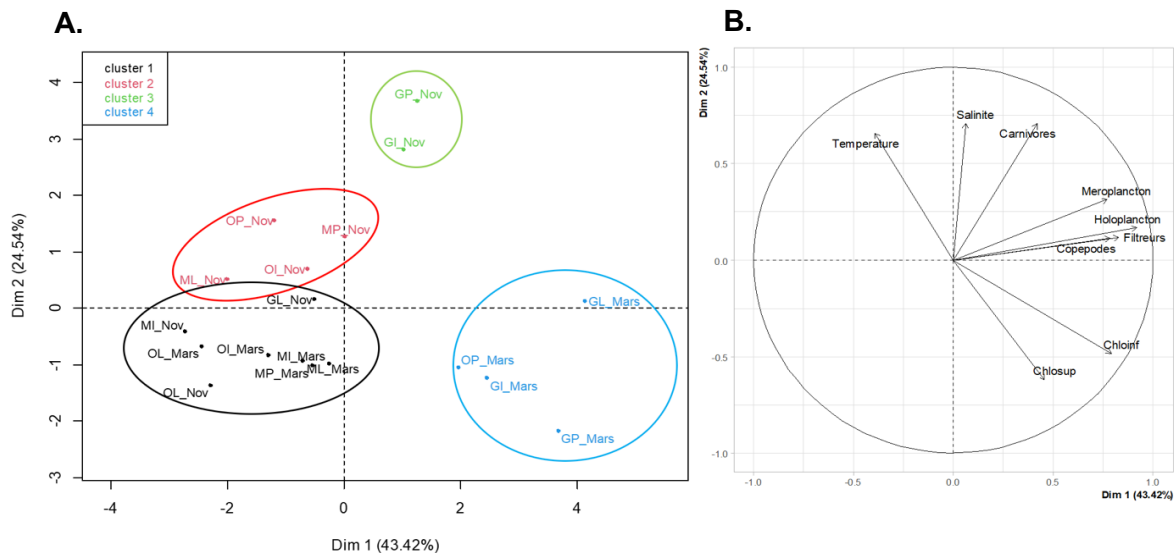 A.
cluster 1
cluster 2
cluster 3
cluster 4
GP_Nov
GI_Nov
OP_Nov
MP_Nov
OI_Nov
ML_Nov
GL_Nov
MI_Nov
OL_Mars
OI_Mars
MI_Mars
MP_Mars
ML_Mars
OL_Nov
GL_Mars
OP_Mars
GI_Mars
GP_Mars
4
3
2
1
0
-1
-2
-3
Dim 2 (24.54%)
-4
-2
0
2
4
Dim 1 (43.42%)
B.
Dim 2 (24.54%)
1.0
0.5
0.0
-0.5
-1.0
Salinite
Carnivores
Temperature
Meroplancton
Holoplancton
Filtreurs
Copepodes
Chloinf
Chlosup
-1.0
-0.5
0.0
0.5
1.0
Dim 1 (43.42%)